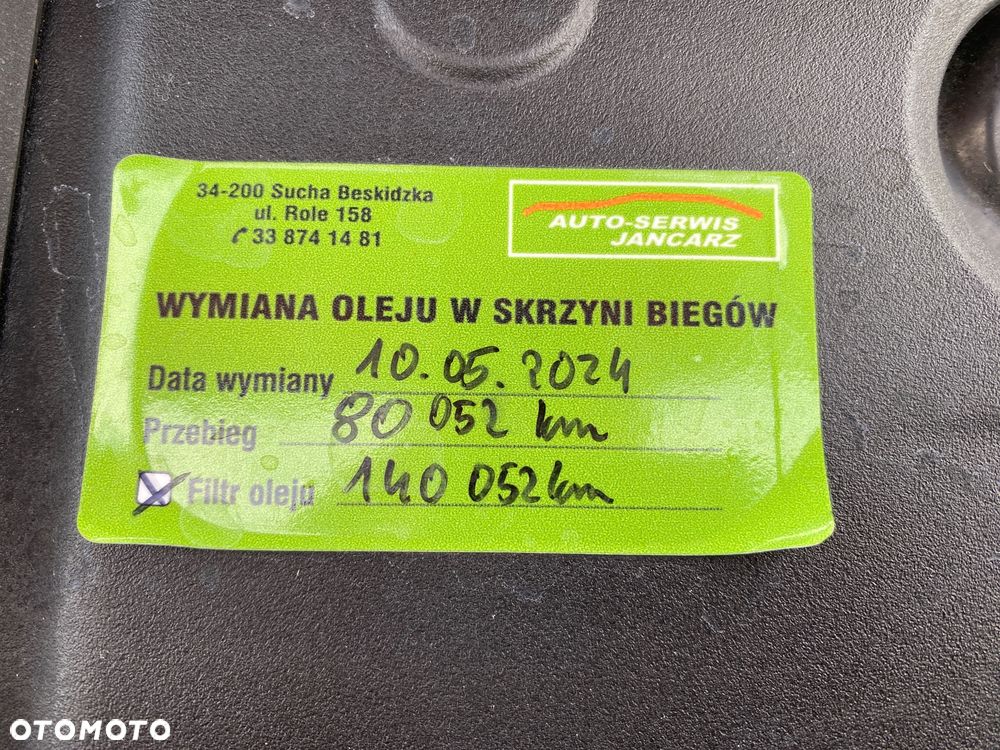 34-200 Sucha Beskidzka
ul. Role 158
33 874 14 81
AUTO-SERWIS
JANCARZ
WYMIANA OLEJU W SKRZYNI BIEGÓW
Data wymiany 10.05.2024
Przebieg 80 052 km
Filtr oleju 140 052 km
OTOMOTO